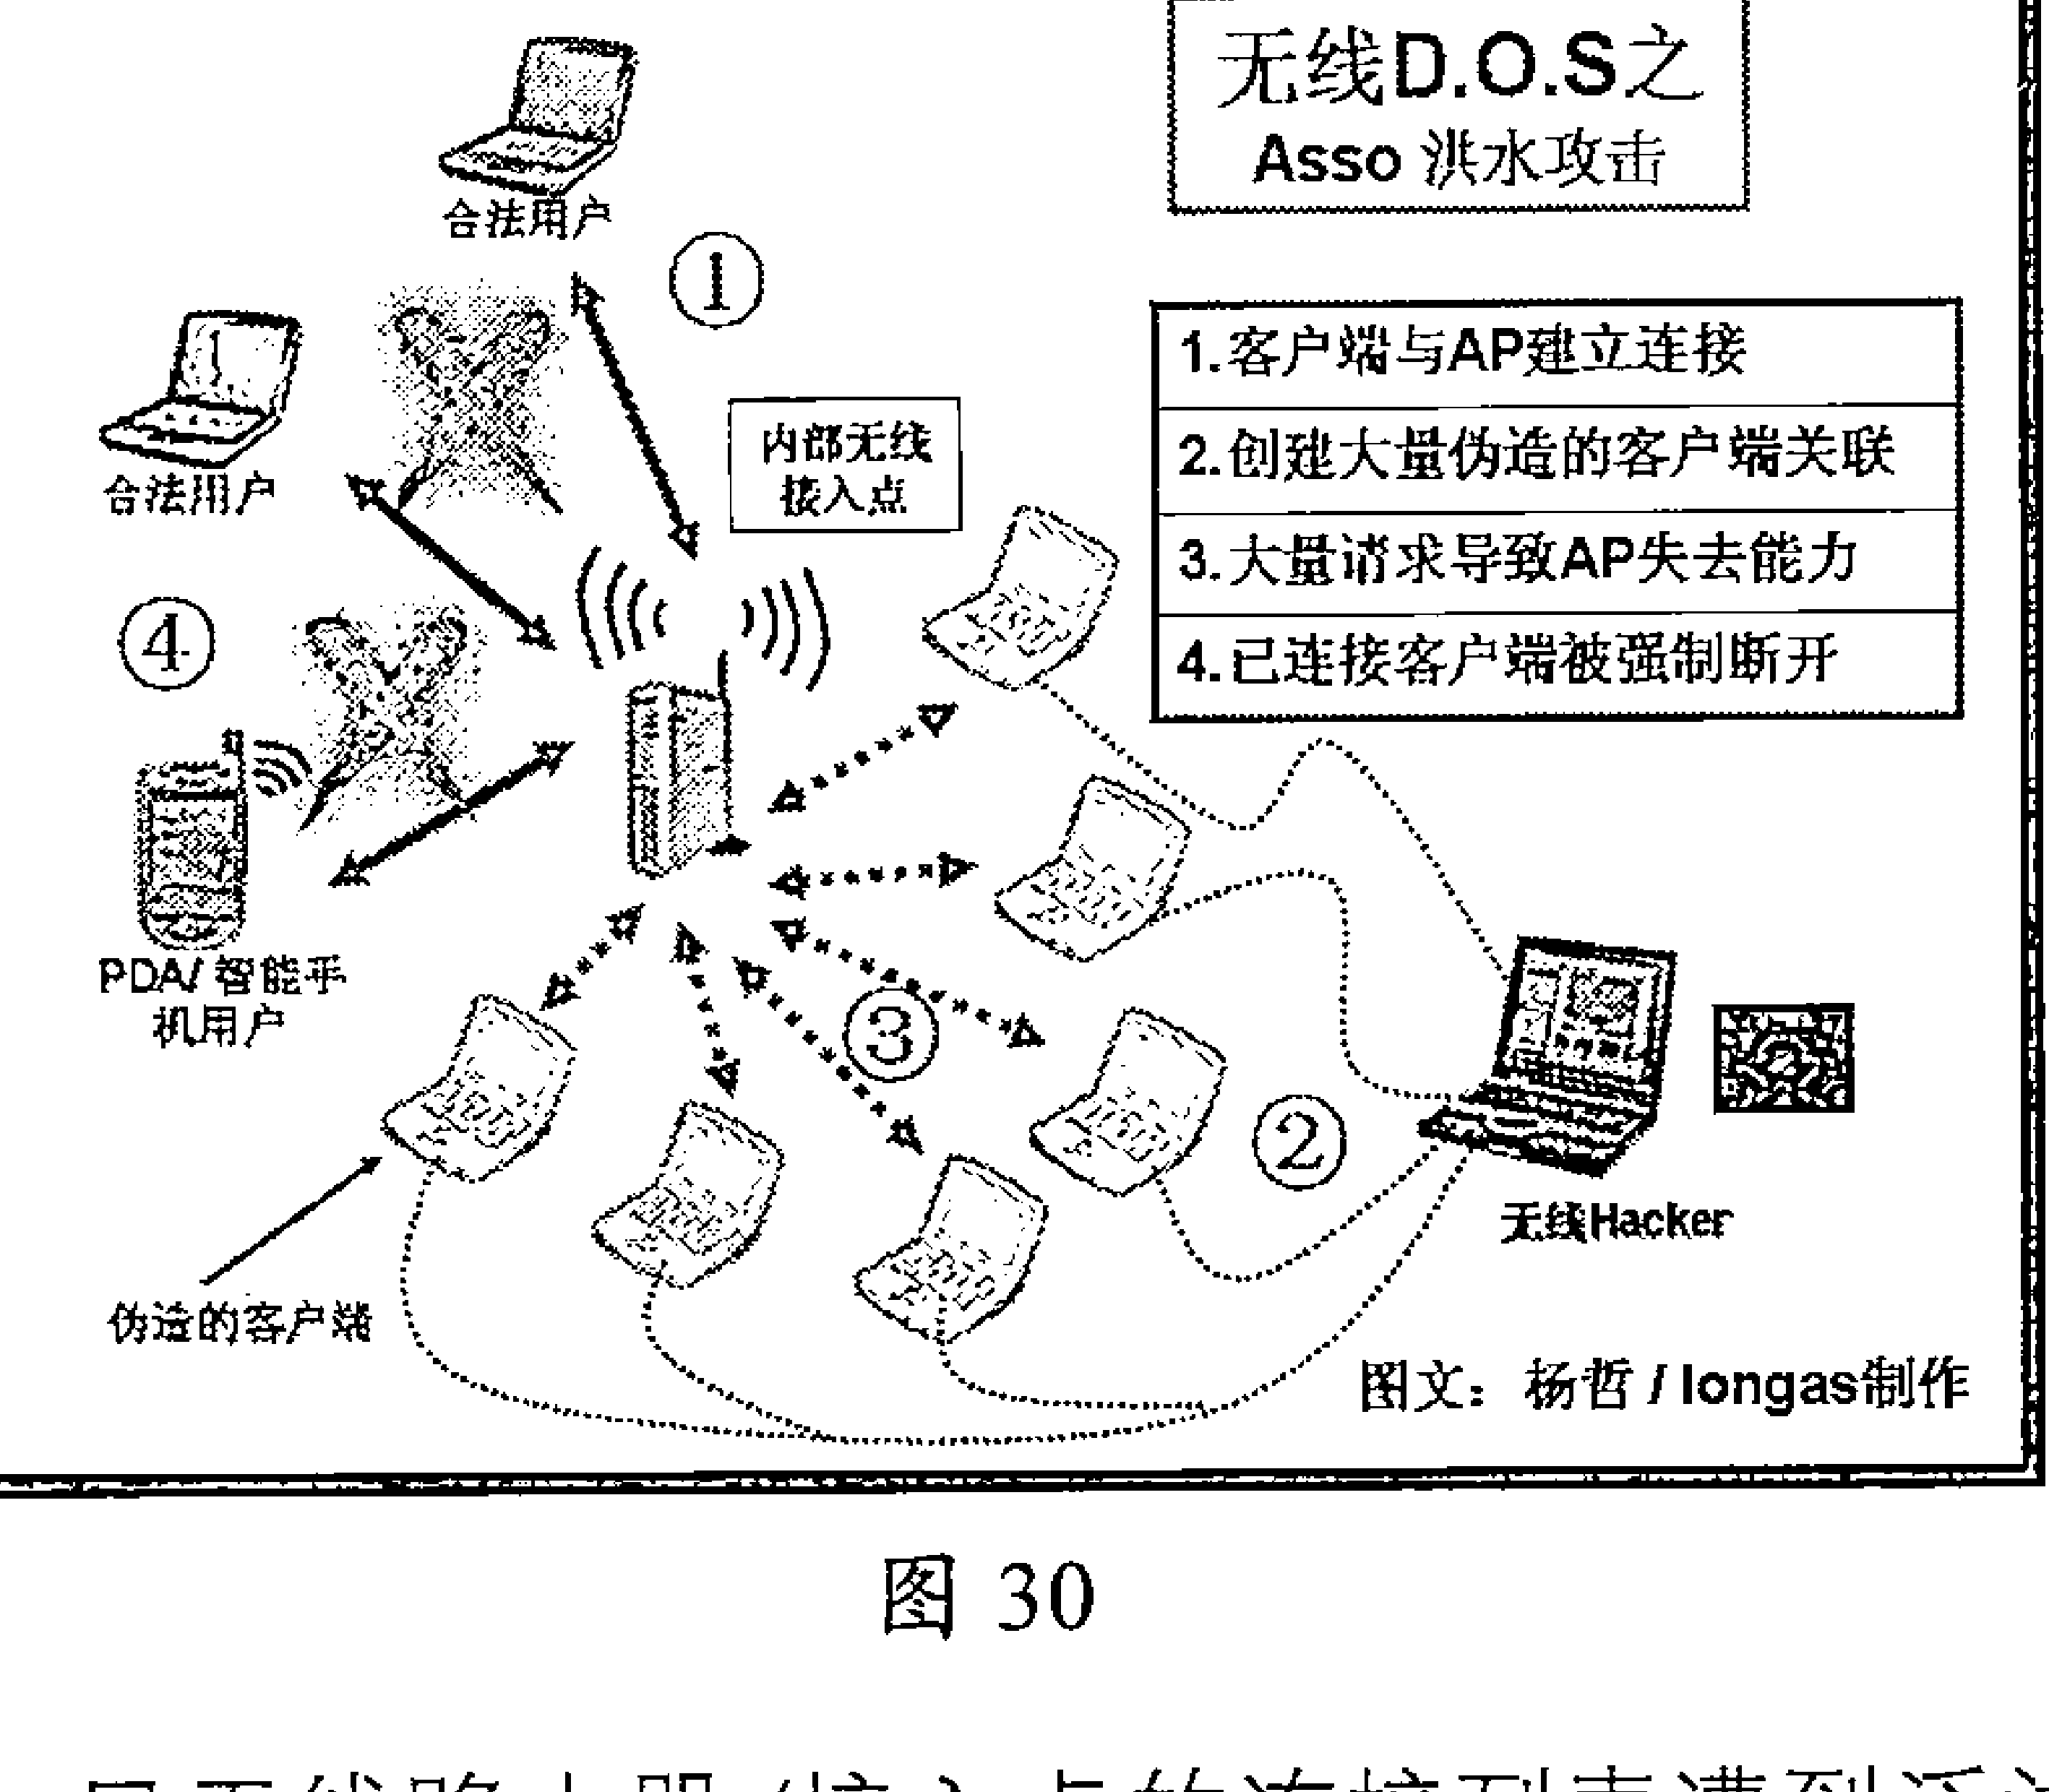 无线D.O.S之
Asso 洪水攻击
合法用户
①
1.客户端与AP建立连接
2.创建大量伪造的客户端关联
3.大量请求导致AP失去能力
4.已连接客户端被强制断开
内部无线
接入点
合法用户
④
PDA/ 智能手
机用户
③
②
无线Hacker
伪造的客户端
图文：杨哲 / longas制作
图 30